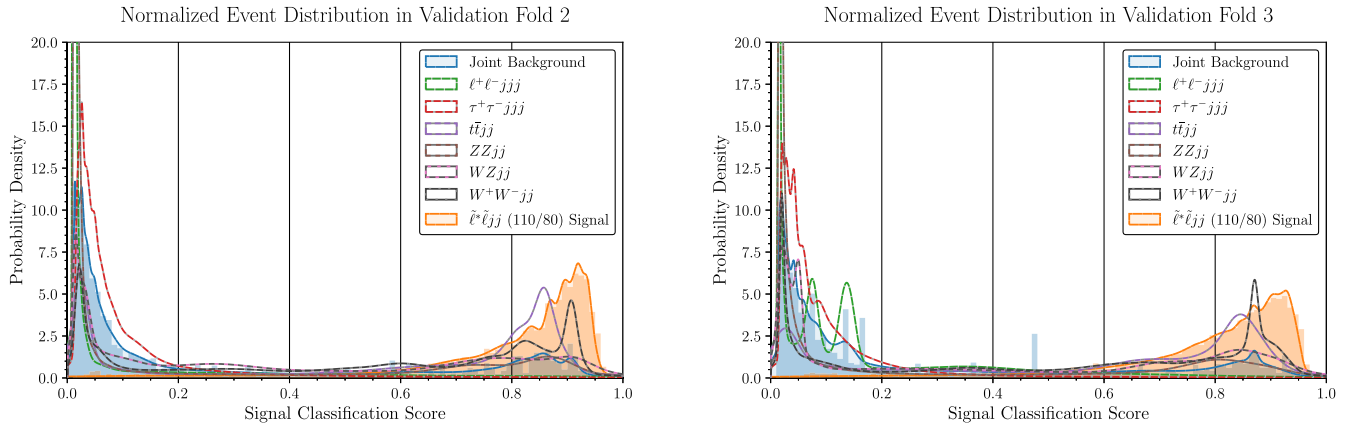 Normalized Event Distribution in Validation Fold 2
20.0
17.5
15.0
12.5
10.0
7.5
5.0
2.5
0.0
Probability Density
0.0 0.2 0.4 0.6 0.8 1.0
Signal Classification Score
Joint Background
ℓ⁺ℓ⁻jjj
τ⁺τ⁻jjj
tt̄jj
ZZjj
WZjj
W⁺W⁻jj
ℓ̃*ℓ̃jj (110/80) Signal
Normalized Event Distribution in Validation Fold 3
20.0
17.5
15.0
12.5
10.0
7.5
5.0
2.5
0.0
Probability Density
0.0 0.2 0.4 0.6 0.8 1.0
Signal Classification Score
Joint Background
ℓ⁺ℓ⁻jjj
τ⁺τ⁻jjj
tt̄jj
ZZjj
WZjj
W⁺W⁻jj
ℓ̃*ℓ̃jj (110/80) Signal